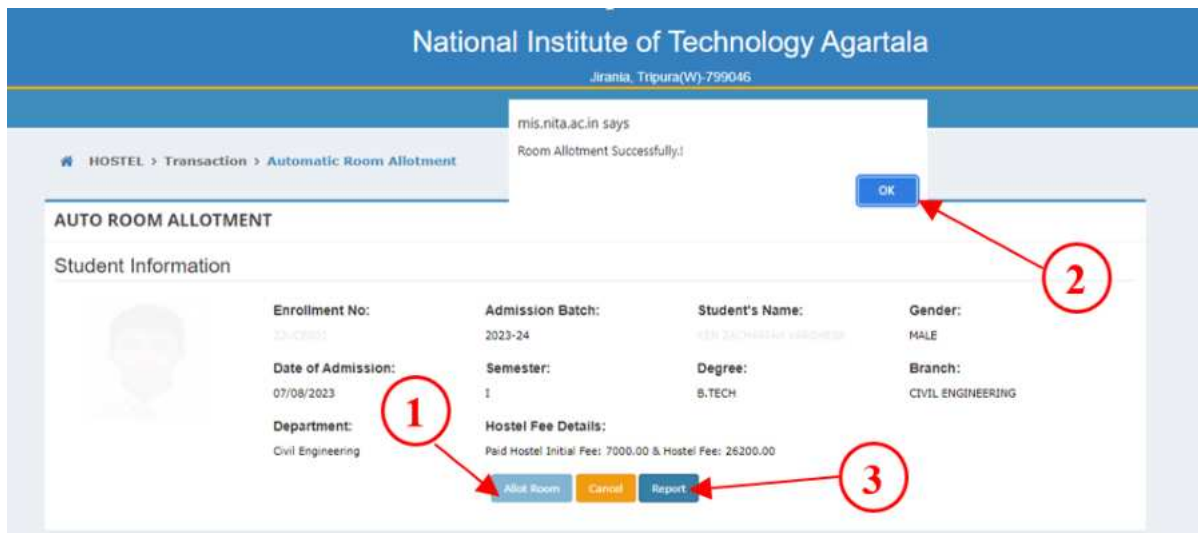 National Institute of Technology Agartala
Jirania, Tripura(W)-799046
mis.nita.ac.in says
Room Allotment Successfully.!
OK
HOSTEL > Transaction > Automatic Room Allotment
AUTO ROOM ALLOTMENT
Student Information
Enrollment No: Admission Batch: Student's Name: Gender:
2023-24 MALE
Date of Admission: Semester: Degree: Branch:
07/08/2023 I B.TECH CIVIL ENGINEERING
Department: Hostel Fee Details:
Civil Engineering Paid Hostel Initial Fee: 7000.00 & Hostel Fee: 26200.00
Allot Room Cancel Report
1
2
3